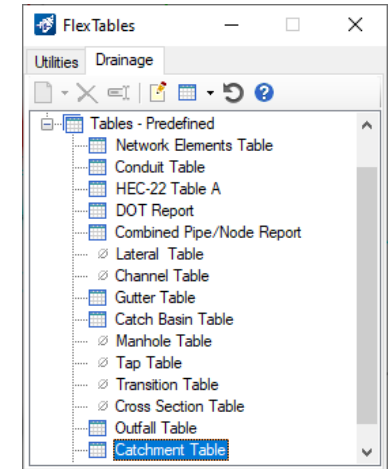 FlexTables
Utilities Drainage
Tables - Predefined
Network Elements Table
Conduit Table
HEC-22 Table A
DOT Report
Combined Pipe/Node Report
Lateral Table
Channel Table
Gutter Table
Catch Basin Table
Manhole Table
Tap Table
Transition Table
Cross Section Table
Outfall Table
Catchment Table